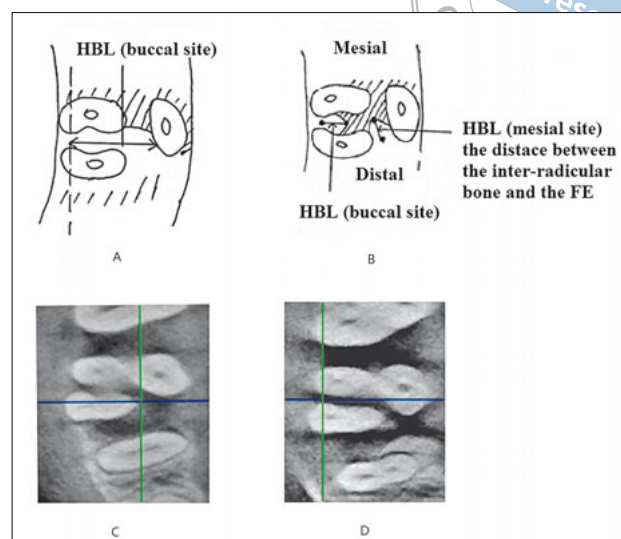 HBL (buccal site)
A
Mesial
Distal
HBL (buccal site)
HBL (mesial site)
the distace between
the inter-radicular
bone and the FE
B
C
D